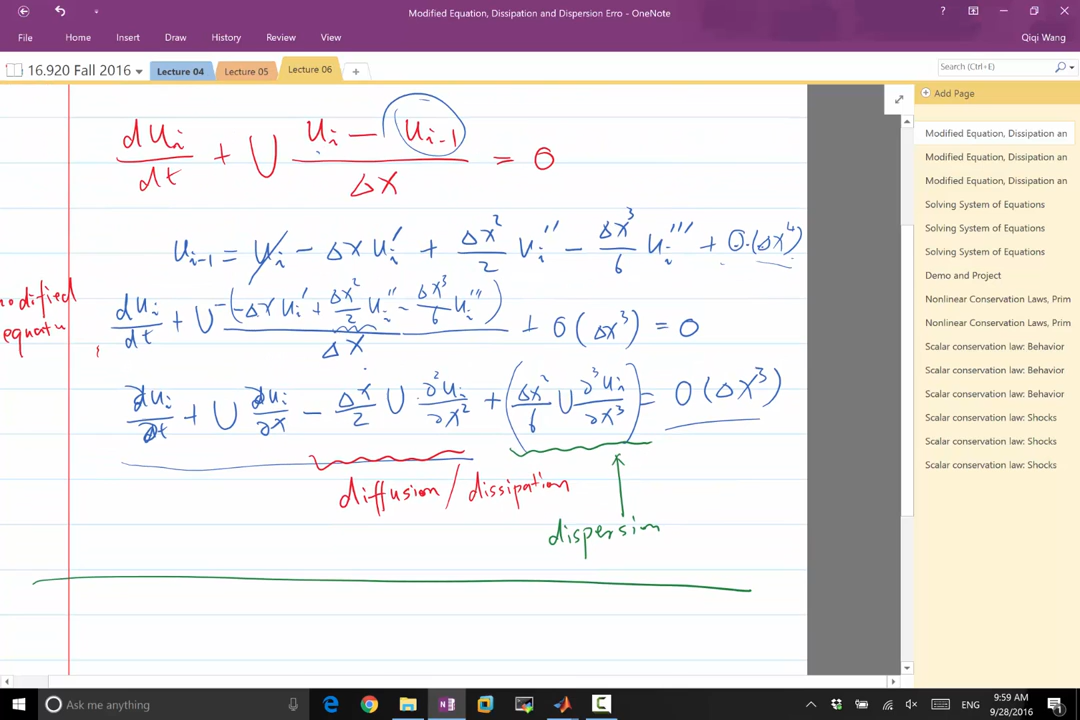 Modified Equation, Dissipation and Dispersion Erro - OneNote
?
File Home Insert Draw History Review View
Qiqi Wang
16.920 Fall 2016 Lecture 04 Lecture 05 Lecture 06 +
Search (Ctrl+E)
Add Page
Modified Equation, Dissipation an
Modified Equation, Dissipation an
Modified Equation, Dissipation an
Solving System of Equations
Solving System of Equations
Solving System of Equations
Demo and Project
Nonlinear Conservation Laws, Prim
Nonlinear Conservation Laws, Prim
Scalar conservation law: Behavior
Scalar conservation law: Behavior
Scalar conservation law: Behavior
Scalar conservation law: Shocks
Scalar conservation law: Shocks
Scalar conservation law: Shocks
du_i/dt + U (u_i - u_{i-1})/Δx = 0
u_{i-1} = u_i - Δx u_i' + Δx²/2 u_i'' - Δx³/6 u_i''' + O(Δx⁴)
modified
equatu
du_i/dt + U -(-Δx u_i' + Δx²/2 u_i'' - Δx³/6 u_i''')/Δx + O(Δx³) = 0
∂u_i/∂t + U ∂u_i/∂x - Δx/2 U ∂²u_i/∂x² + (Δx²/6 U ∂³u_i/∂x³) = O(Δx³)
diffusion / dissipation
dispersion
Ask me anything
ENG
9:59 AM
9/28/2016